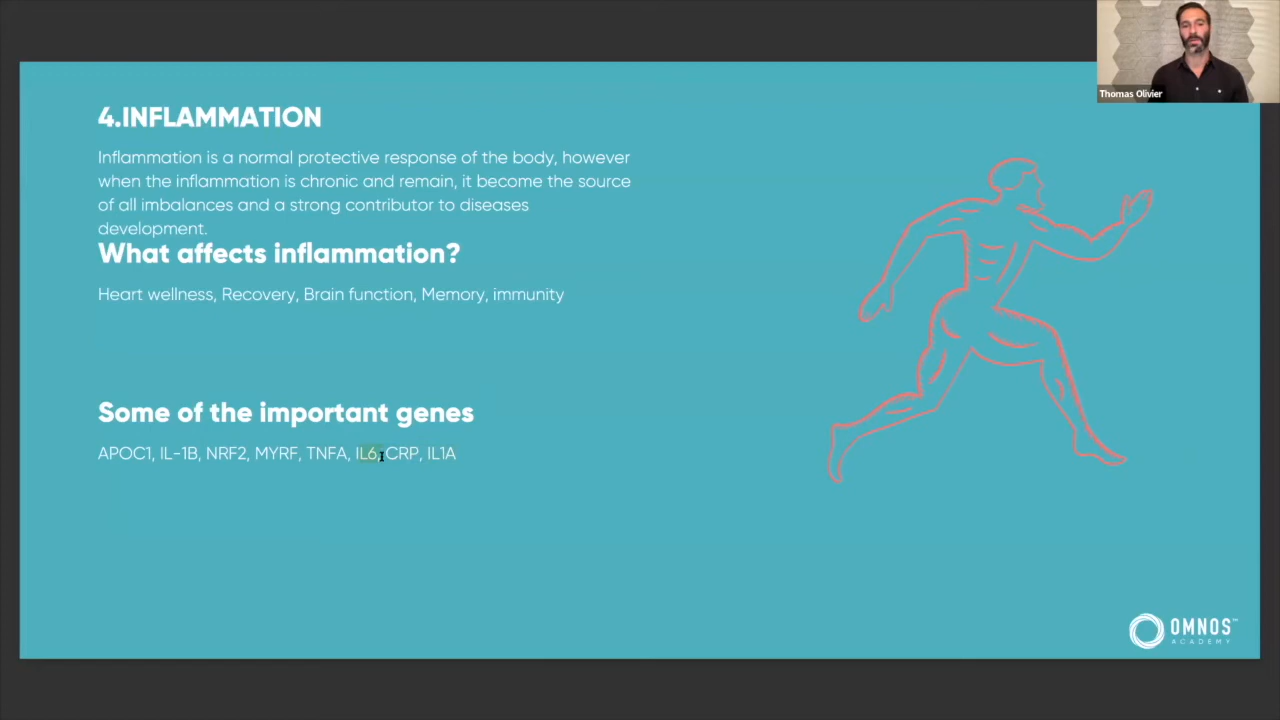 Thomas Olivier
4.INFLAMMATION
Inflammation is a normal protective response of the body, however
when the inflammation is chronic and remain, it become the source
of all imbalances and a strong contributor to diseases
development.
What affects inflammation?
Heart wellness, Recovery, Brain function, Memory, immunity
Some of the important genes
APOC1, IL-1B, NRF2, MYRF, TNFA, IL6, CRP, IL1A
OMNOS™
ACADEMY